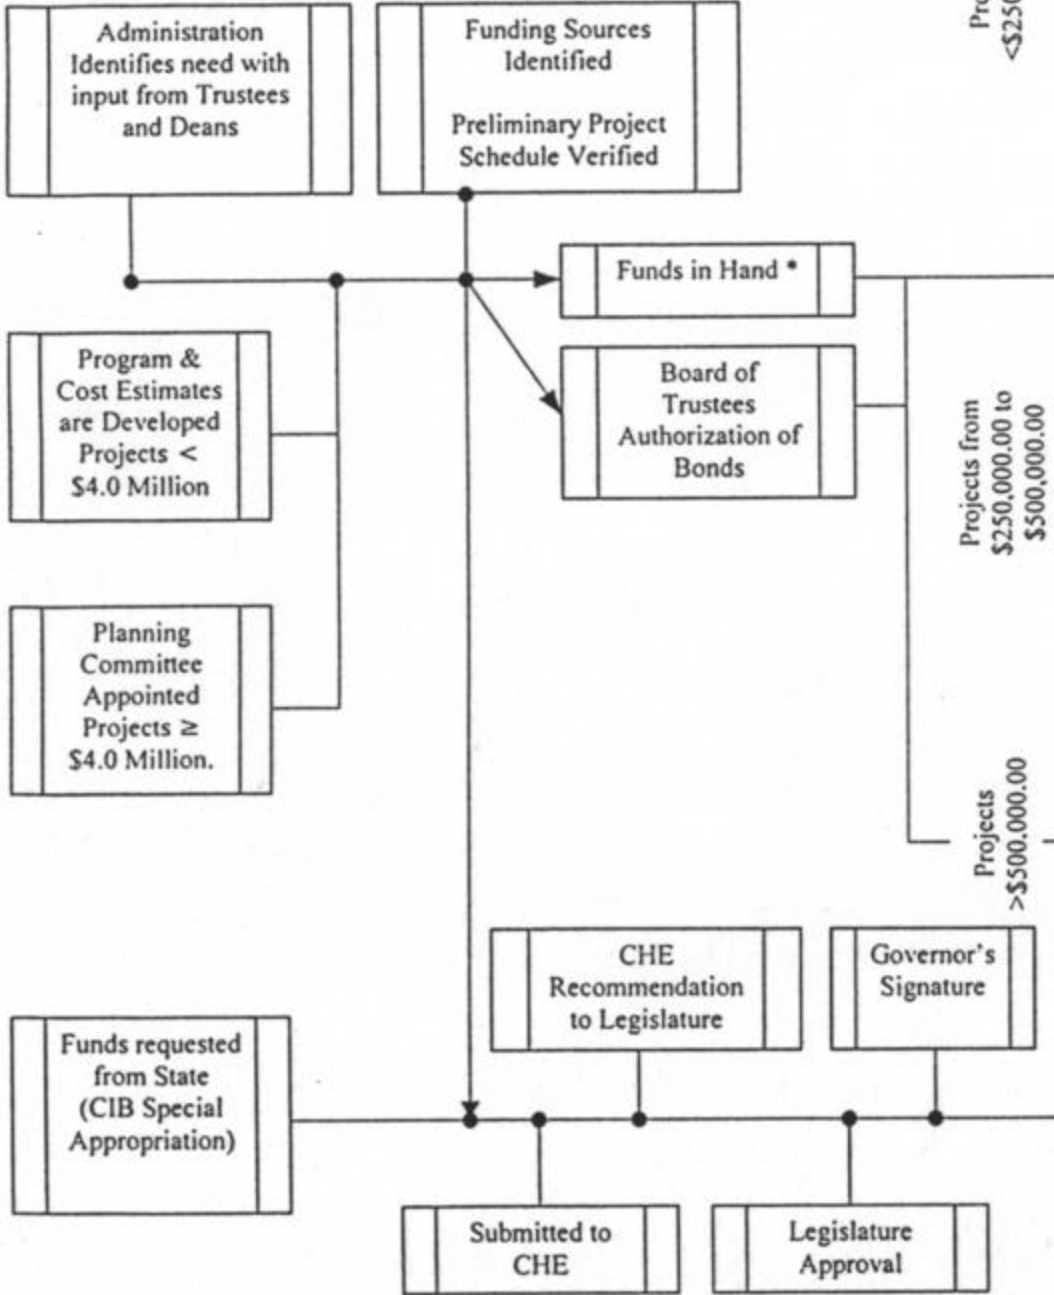 Administration
Identifies need with
input from Trustees
and Deans
Funding Sources
Identified
Preliminary Project
Schedule Verified
<$250
Funds in Hand *
Program &
Cost Estimates
are Developed
Projects <
$4.0 Million
Board of
Trustees
Authorization of
Bonds
Projects from
$250,000.00 to
$500,000.00
Planning
Committee
Appointed
Projects ≥
$4.0 Million.
Projects
>$500.000.00
CHE
Recommendation
to Legislature
Governor's
Signature
Funds requested
from State
(CIB Special
Appropriation)
Submitted to
CHE
Legislature
Approval